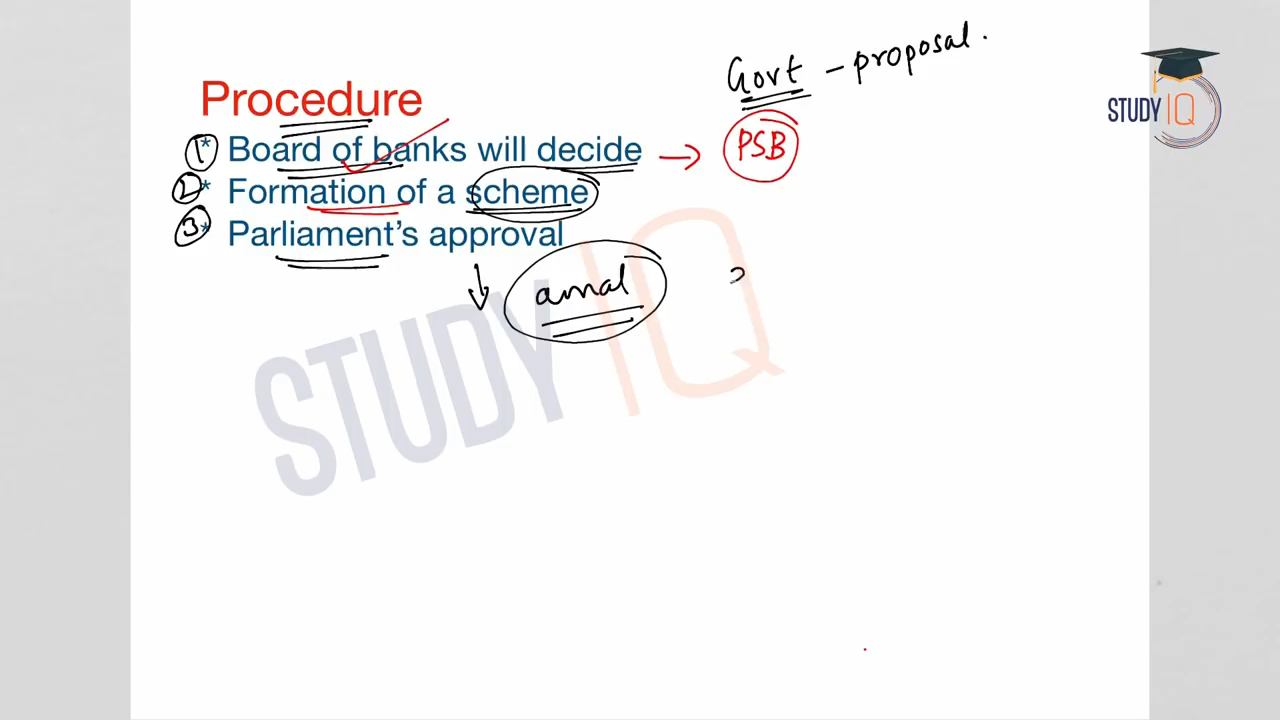 Govt - proposal.
STUDY IQ
Procedure
1* Board of banks will decide → PSB
2* Formation of a scheme
3* Parliament's approval
↓ amal
STUDY IQ